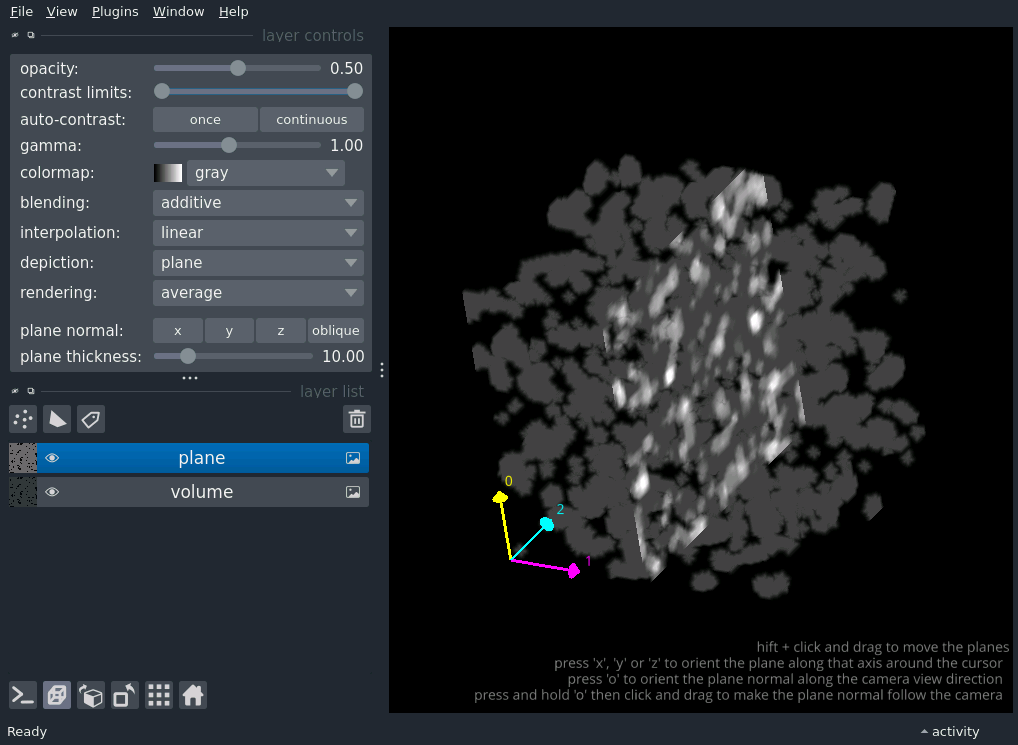 File View Plugins Window Help
layer controls
opacity: 0.50
contrast limits:
auto-contrast: once continuous
gamma: 1.00
colormap: gray
blending: additive
interpolation: linear
depiction: plane
rendering: average
plane normal: x y z oblique
plane thickness: 10.00
layer list
plane
volume
0
2
1
hift + click and drag to move the planes
press 'x', 'y' or 'z' to orient the plane along that axis around the cursor
press 'o' to orient the plane normal along the camera view direction
press and hold 'o' then click and drag to make the plane normal follow the camera
Ready activity